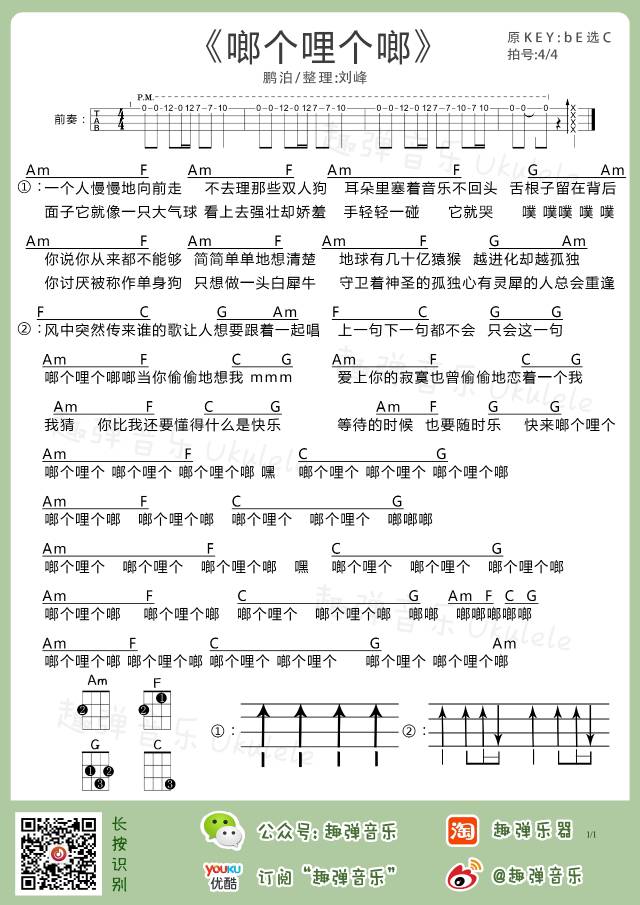 《啷个哩个啷》
原KEY:bE选C
拍号:4/4
鹏泊/整理:刘峰
P.M.
前奏: T A B 4/4 0-0-12-0 12 7-7-10 0-0-12-0 12 7-7-10 0-0-12-0 12 7-7-10 0-0 0
Am F Am F Am F G Am
①: 一个人慢慢地向前走 不去理那些双人狗 耳朵里塞着音乐不回头 舌根子留在背后
面子它就像一只大气球 看上去强壮却娇羞 手轻轻一碰 它就哭 噗 噗噗 噗 噗
Am F Am F Am F G Am
你说你从来都不能够 简简单单地想清楚 地球有几十亿猿猴 越进化却越孤独
你讨厌被称作单身狗 只想做一头白犀牛 守卫着神圣的孤独心有灵犀的人总会重逢
F C G Am F C G
②: 风中突然传来谁的歌让人想要跟着一起唱 上一句下一句都不会 只会这一句
Am F C G Am F C G
啷个哩个啷啷当你偷偷地想我 mmm 爱上你的寂寞也曾偷偷地恋着一个我
Am F C G Am F C G
我猜 你比我还要懂得什么是快乐 等待的时候 也要随时乐 快来啷个哩个
Am F C G
啷个哩个 啷个哩个 啷个哩个啷 嘿 啷个哩个 啷个哩个 啷个哩个啷
Am F C G
啷个哩个啷 啷个哩个啷 啷个哩个 啷个哩个 啷啷啷
Am F C G
啷个哩个 啷个哩个 啷个哩个啷 嘿 啷个哩个 啷个哩个 啷个哩个啷
Am F C G Am F C G
啷个哩个啷 啷个哩个啷 啷个哩个 啷个哩个啷 啷啷 啷啷啷啷啷
Am F C G Am
啷个哩个啷 啷个哩个啷 啷个哩个 啷个哩个 啷个哩个 啷个哩个啷
Am F
G C
①: ②:
长按识别
公众号: 趣弹音乐
淘 趣弹乐器
1/1
YOUKU 优酷 订阅“趣弹音乐”
@趣弹音乐
趣弹音乐 Ukulele